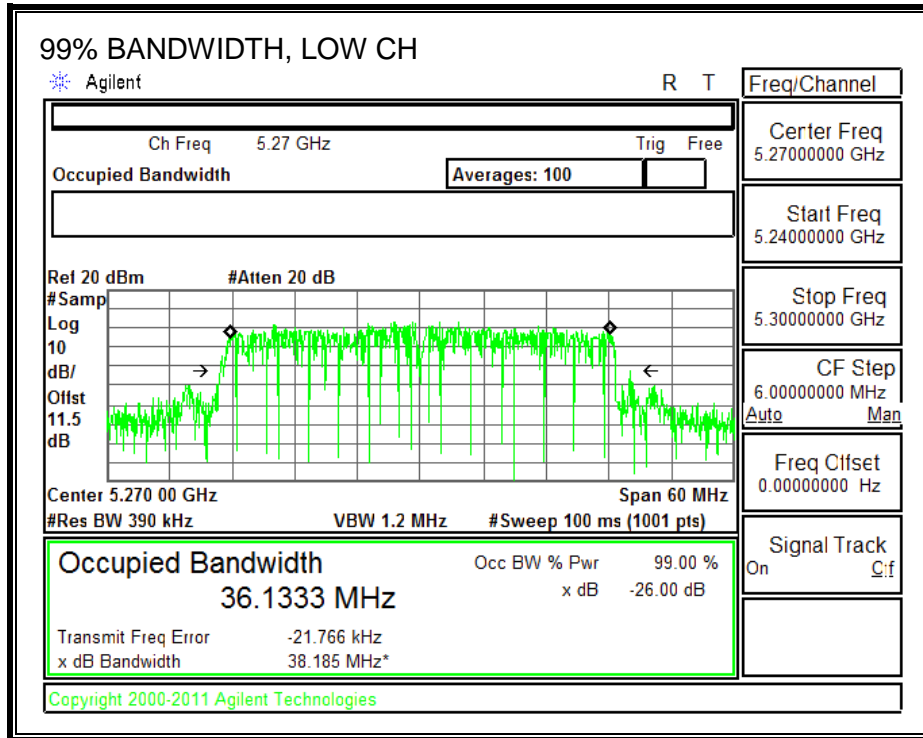 99% BANDWIDTH, LOW CH
Agilent R T
Ch Freq 5.27 GHz Trig Free
Occupied Bandwidth Averages: 100
Ref 20 dBm #Atten 20 dB
#Samp
Log
10
dB/
Offst
11.5
dB
Center 5.270 00 GHz Span 60 MHz
#Res BW 390 kHz VBW 1.2 MHz #Sweep 100 ms (1001 pts)
Occupied Bandwidth Occ BW % Pwr 99.00 %
36.1333 MHz x dB -26.00 dB
Transmit Freq Error -21.766 kHz
x dB Bandwidth 38.185 MHz*
Copyright 2000-2011 Agilent Technologies
Freq/Channel
Center Freq
5.27000000 GHz
Start Freq
5.24000000 GHz
Stop Freq
5.30000000 GHz
CF Step
6.00000000 MHz
Auto Man
Freq Offset
0.00000000 Hz
Signal Track
On Off